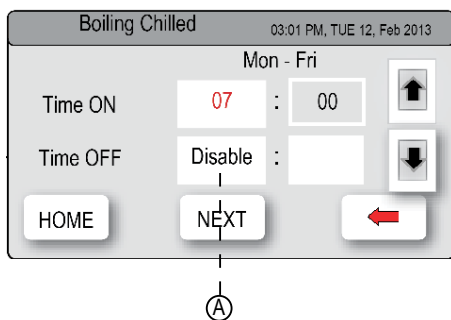 Boiling Chilled 03:01 PM, TUE 12, Feb 2013
Mon - Fri
Time ON 07 : 00
Time OFF Disable :
HOME NEXT
A